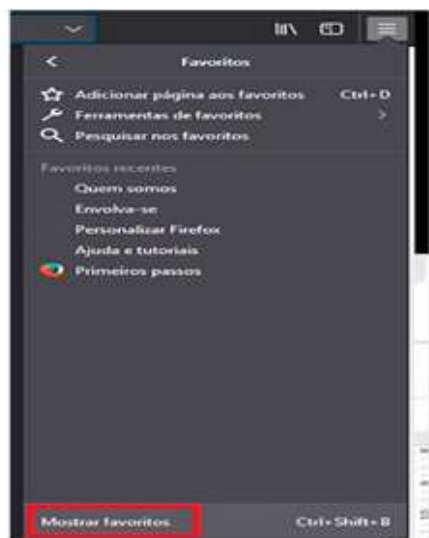 Favoritos
Adicionar página aos favoritos Ctrl+D
Ferramentas de favoritos
Pesquisar nos favoritos
Favoritos recentes
Quem somos
Envolva-se
Personalizar Firefox
Ajuda e tutoriais
Primeiros passos
Mostrar favoritos Ctrl+Shift+B